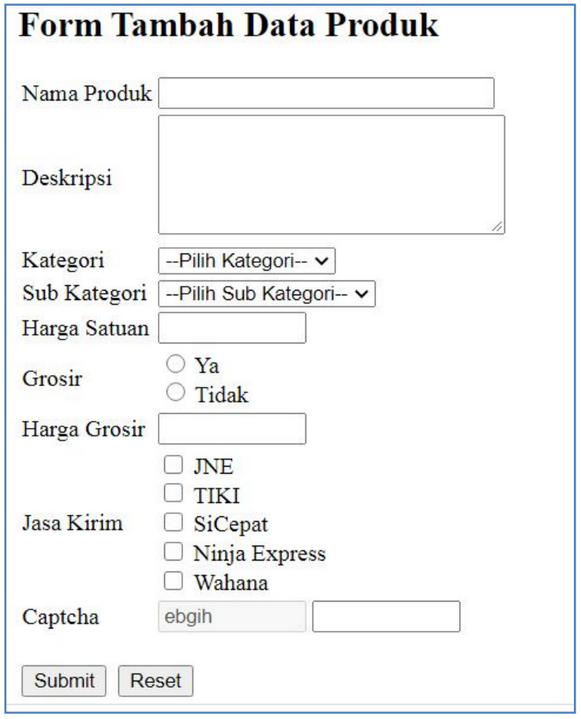 Form Tambah Data Produk
Nama Produk
Deskripsi
Kategori --Pilih Kategori--
Sub Kategori --Pilih Sub Kategori--
Harga Satuan
Grosir
Ya
Tidak
Harga Grosir
Jasa Kirim
JNE
TIKI
SiCepat
Ninja Express
Wahana
Captcha ebgih
Submit Reset